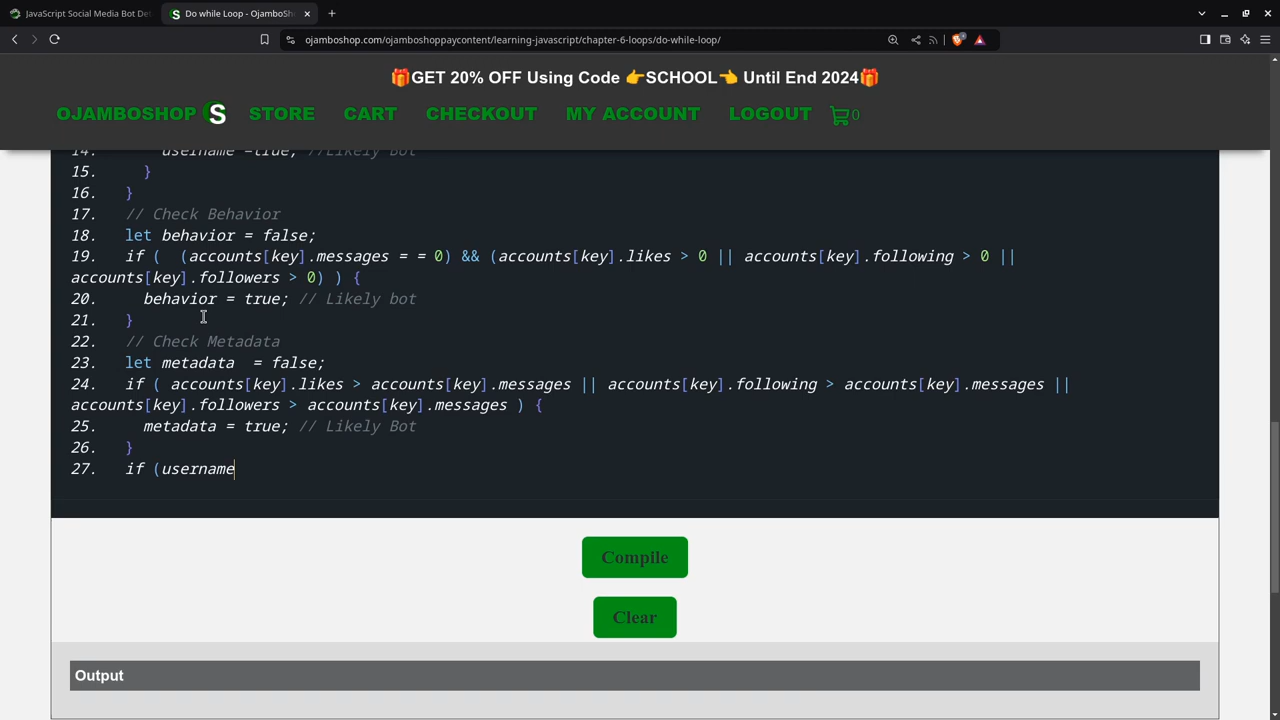 JavaScript Social Media Bot De
Do while Loop - OjamboSh
ojamboshop.com/ojamboshoppaycontent/learning-javascript/chapter-6-loops/do-while-loop/
🎁GET 20% OFF Using Code 👉SCHOOL👈 Until End 2024🎁
OJAMBOSHOP S STORE CART CHECKOUT MY ACCOUNT LOGOUT 0
14. username =true; //Likely Bot
15. }
16. }
17. // Check Behavior
18. let behavior = false;
19. if ( (accounts[key].messages = = 0) && (accounts[key].likes > 0 || accounts[key].following > 0 ||
accounts[key].followers > 0) ) {
20. behavior = true; // Likely bot
21. }
22. // Check Metadata
23. let metadata = false;
24. if ( accounts[key].likes > accounts[key].messages || accounts[key].following > accounts[key].messages ||
accounts[key].followers > accounts[key].messages ) {
25. metadata = true; // Likely Bot
26. }
27. if (username
Compile
Clear
Output